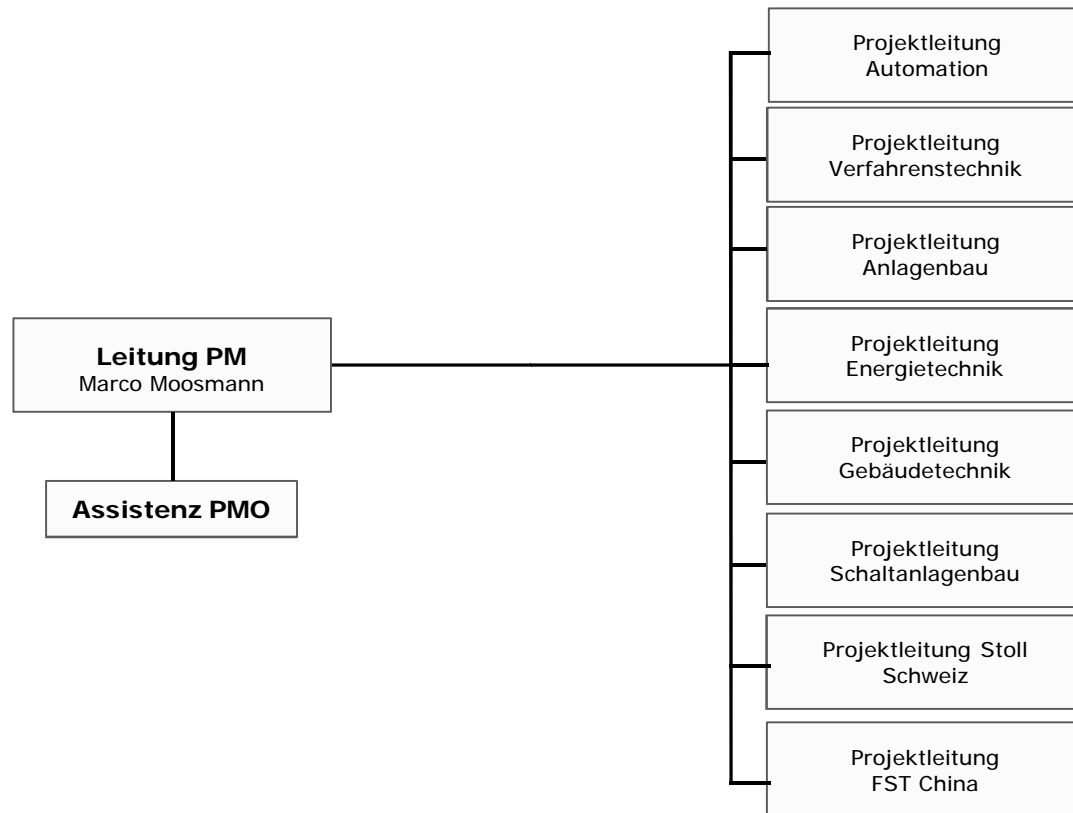 Projektleitung
Automation
Projektleitung
Verfahrenstechnik
Projektleitung
Anlagenbau
Leitung PM
Marco Moosmann
Projektleitung
Energietechnik
Projektleitung
Gebäudetechnik
Assistenz PMO
Projektleitung
Schaltanlagenbau
Projektleitung Stoll
Schweiz
Projektleitung
FST China